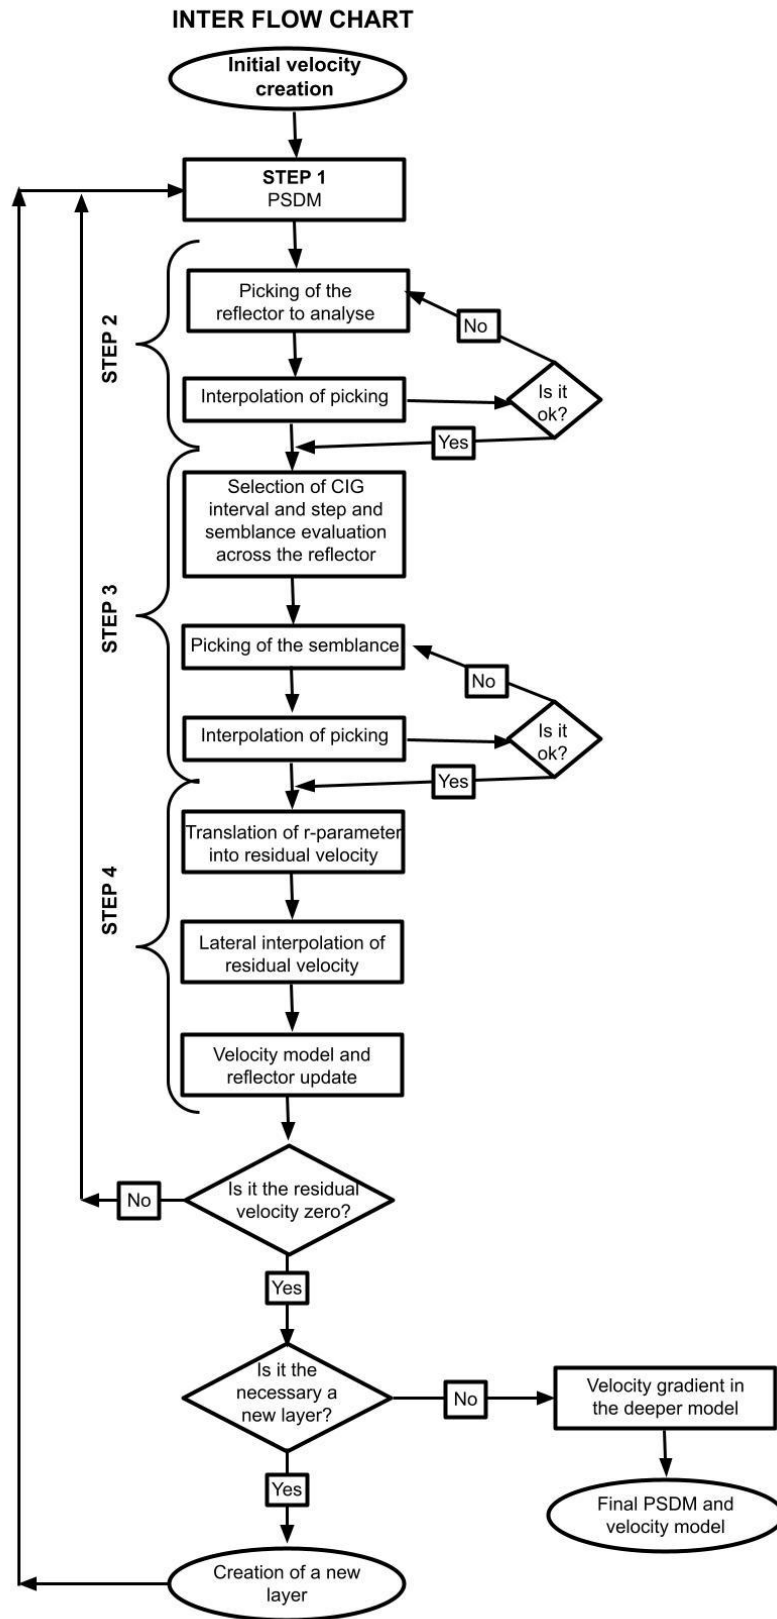 INTER FLOW CHART
Initial velocity
creation
STEP 1
PSDM
STEP 2
Picking of the
reflector to analyse
No
Interpolation of picking
Is it
ok?
Yes
STEP 3
Selection of CIG
interval and step and
semblance evaluation
across the reflector
Picking of the semblance
No
Interpolation of picking
Is it
ok?
Yes
STEP 4
Translation of r-parameter
into residual velocity
Lateral interpolation of
residual velocity
Velocity model and
reflector update
Is it the residual
velocity zero?
No
Yes
Is it the
necessary a
new layer?
No
Velocity gradient in
the deeper model
Yes
Final PSDM and
velocity model
Creation of a new
layer